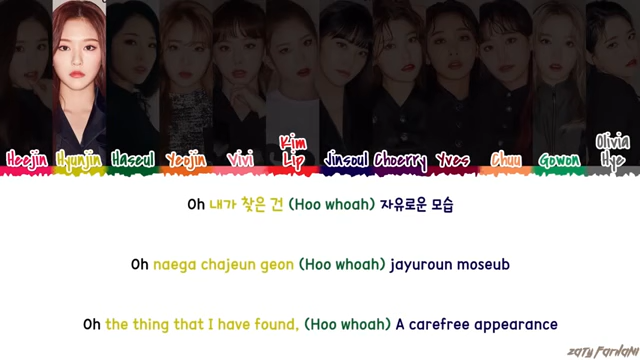 Heejin Hyunjin Haseul Yeojin Vivi Kim Lip Jinsoul Choerry Yves Chuu Gowon Olivia Hye
Oh 내가 찾은 건 (Hoo whoah) 자유로운 모습
Oh naega chajeun geon (Hoo whoah) jayuroun moseub
Oh the thing that I have found, (Hoo whoah) A carefree appearance
ZATY FARHANI